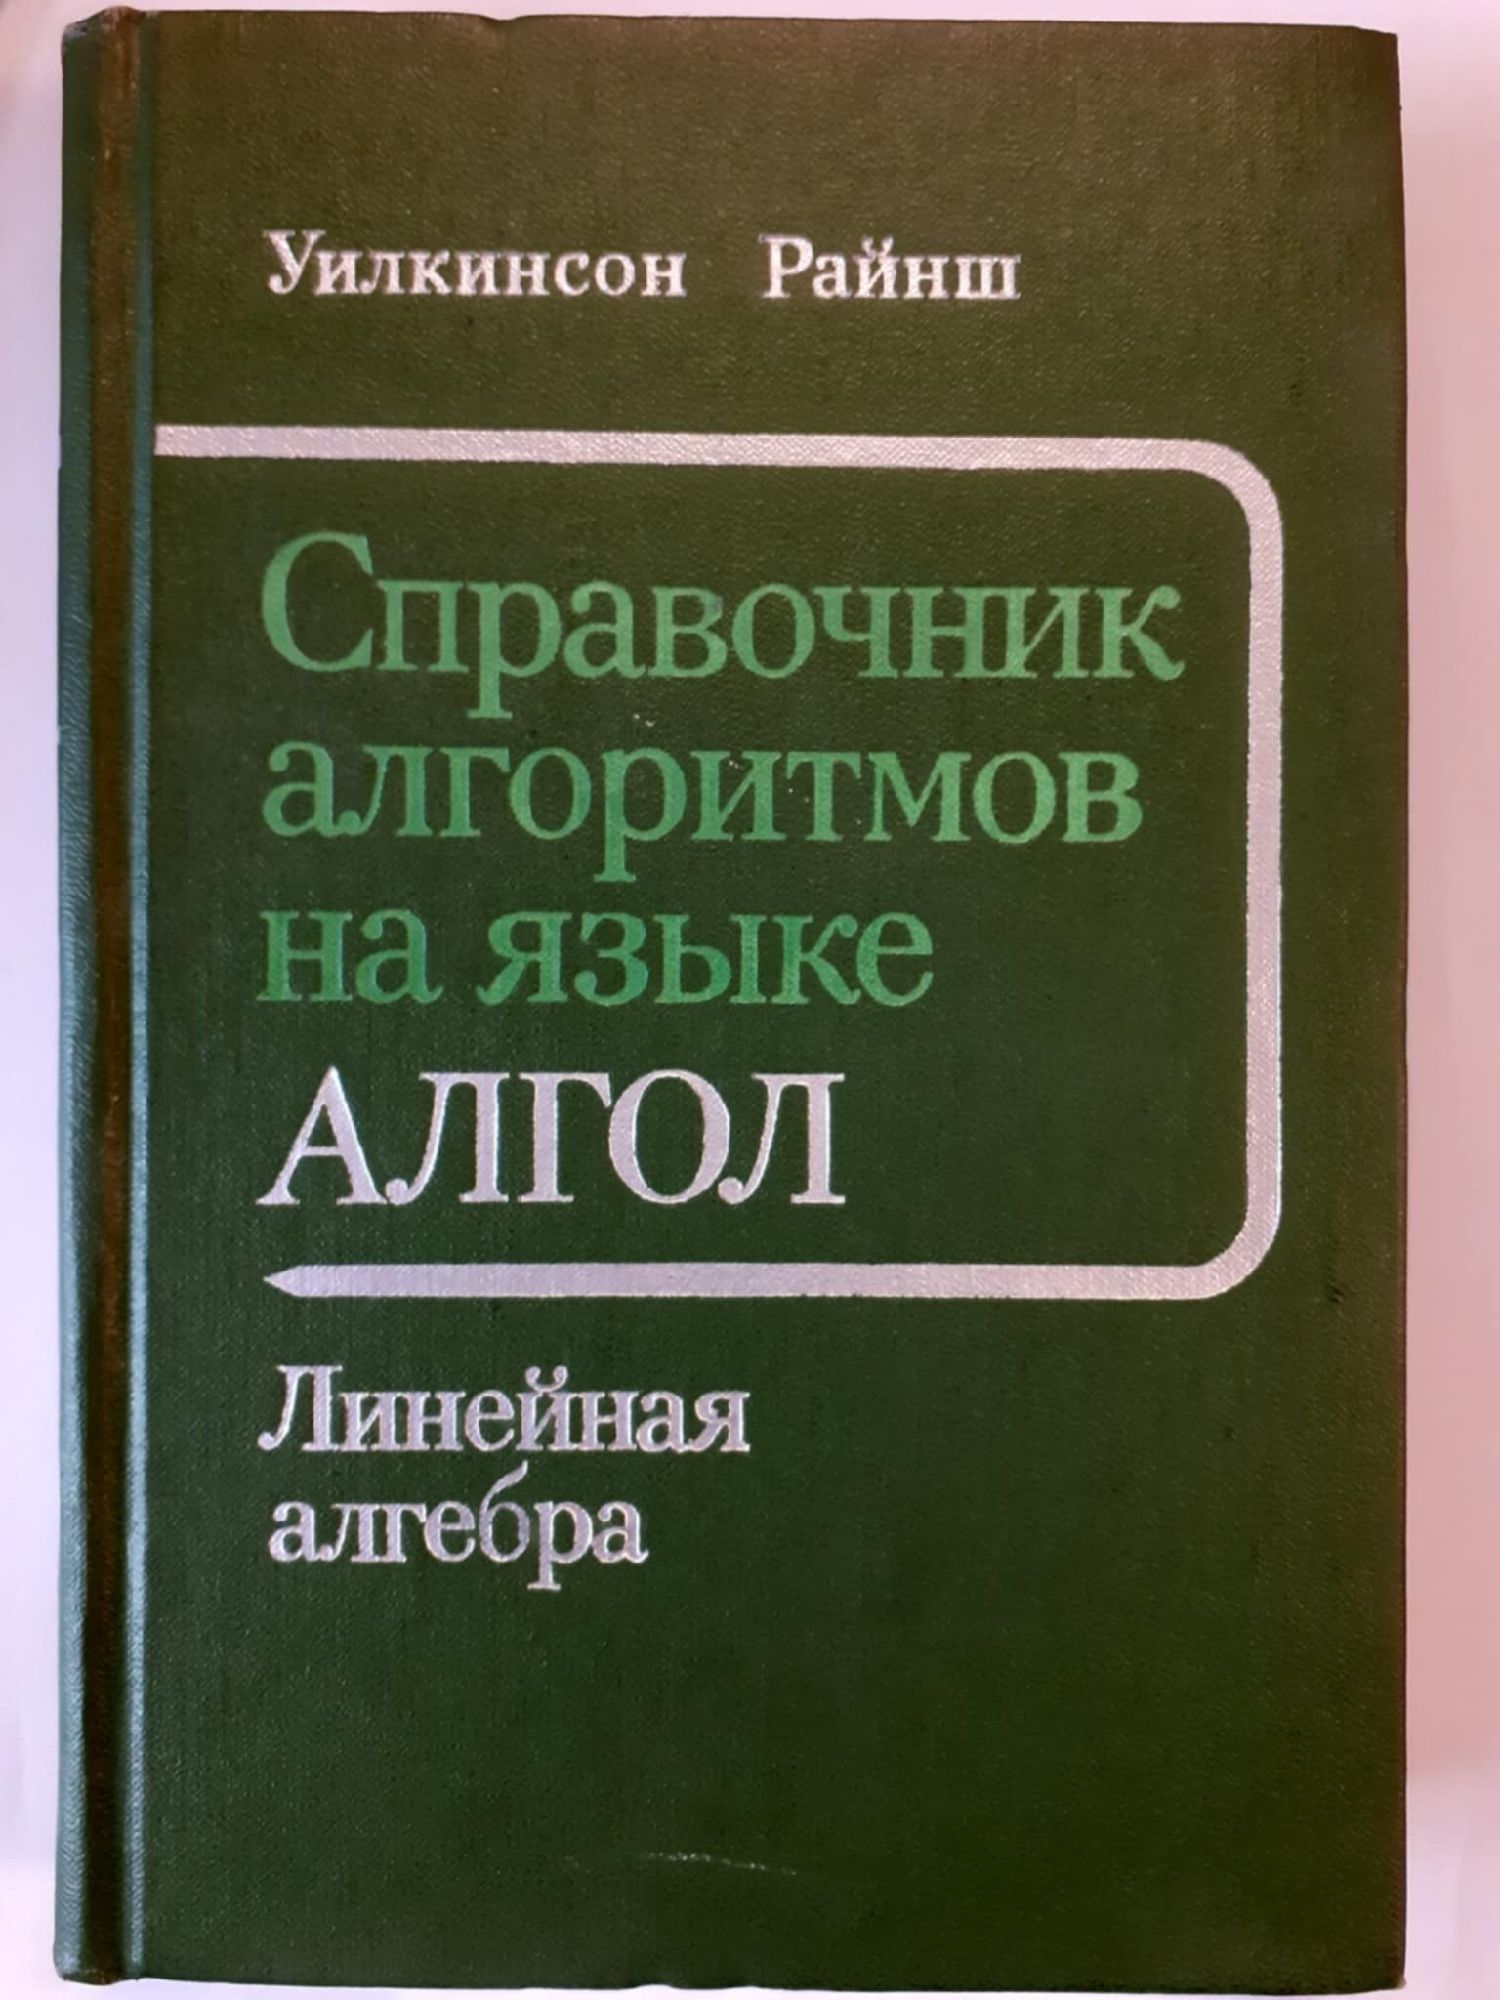 Уилкинсон Райнш
Справочник
алгоритмов
на языке
АЛГОЛ
Линейная
алгебра